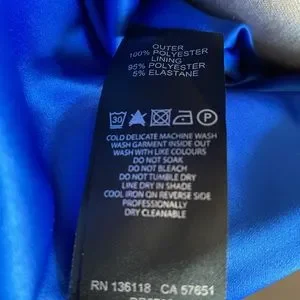 OUTER
100% POLYESTER
LINING
95% POLYESTER
5% ELASTANE
30 P
COLD DELICATE MACHINE WASH
WASH GARMENT INSIDE OUT
WASH WITH LIKE COLOURS
DO NOT SOAK
DO NOT BLEACH
DO NOT TUMBLE DRY
LINE DRY IN SHADE
COOL IRON ON REVERSE SIDE
PROFESSIONALLY
DRY CLEANABLE
RN 136118 CA 57651